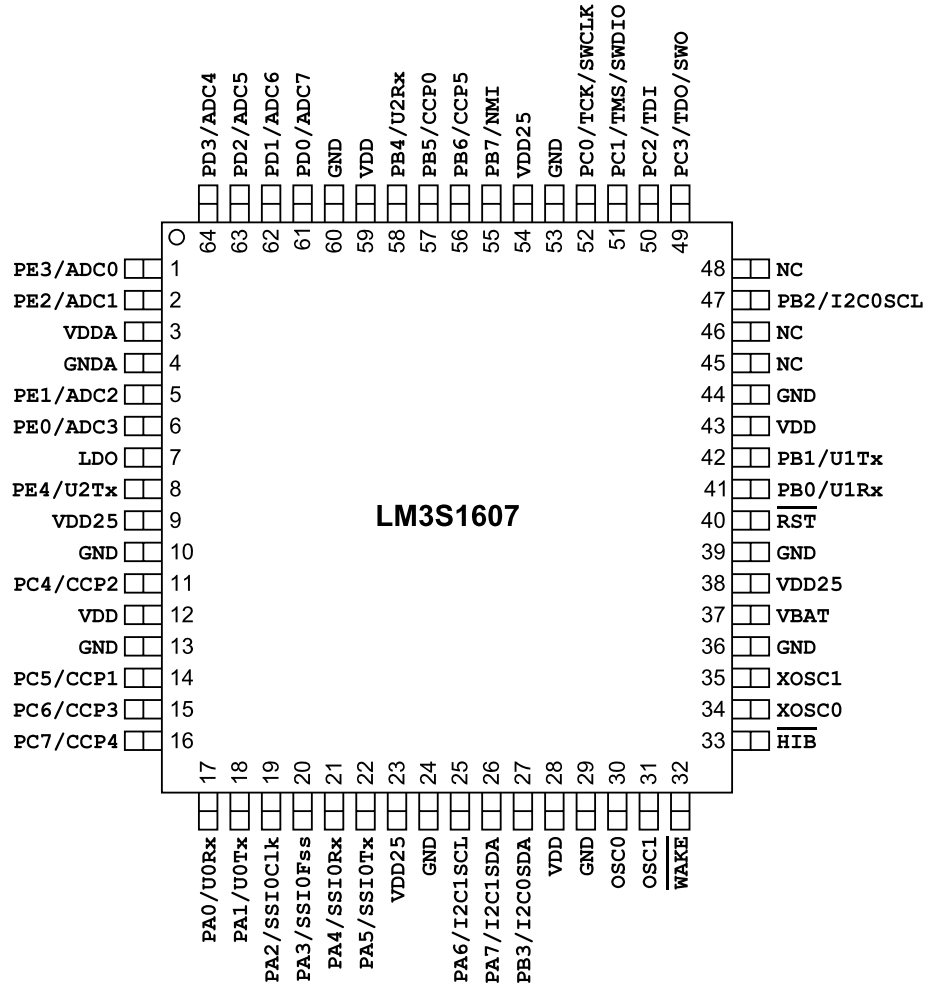 PD3/ADC4
PD2/ADC5
PD1/ADC6
PD0/ADC7
GND
VDD
PB4/U2Rx
PB5/CCP0
PB6/CCP5
PB7/NMI
VDD25
GND
PC0/TCK/SWCLK
PC1/TMS/SWDIO
PC2/TDI
PC3/TDO/SWO
64 63 62 61 60 59 58 57 56 55 54 53 52 51 50 49
PE3/ADC0 1 48 NC
PE2/ADC1 2 47 PB2/I2C0SCL
VDDA 3 46 NC
GNDA 4 45 NC
PE1/ADC2 5 44 GND
PE0/ADC3 6 43 VDD
LDO 7 42 PB1/U1Tx
PE4/U2Tx 8 41 PB0/U1Rx
LM3S1607
VDD25 9 40 RST
GND 10 39 GND
PC4/CCP2 11 38 VDD25
VDD 12 37 VBAT
GND 13 36 GND
PC5/CCP1 14 35 XOSC1
PC6/CCP3 15 34 XOSC0
PC7/CCP4 16 33 HIB
17 18 19 20 21 22 23 24 25 26 27 28 29 30 31 32
PA0/U0Rx
PA1/U0Tx
PA2/SSI0Clk
PA3/SSI0Fss
PA4/SSI0Rx
PA5/SSI0Tx
VDD25
GND
PA6/I2C1SCL
PA7/I2C1SDA
PB3/I2C0SDA
VDD
GND
OSC0
OSC1
WAKE